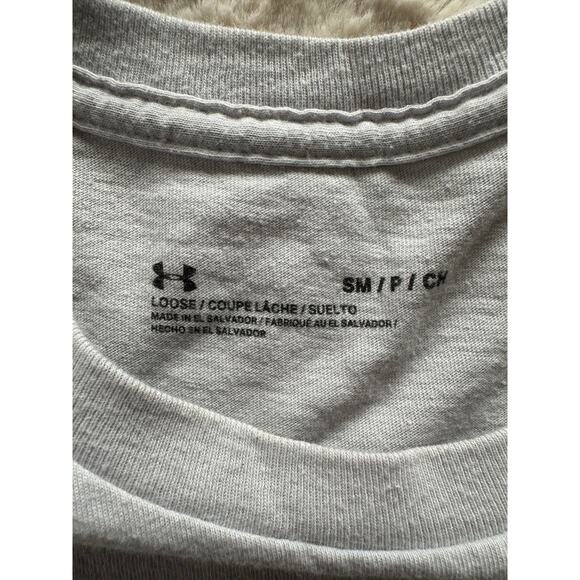 SM / P / CH
LOOSE / COUPE LÂCHE / SUELTO
MADE IN EL SALVADOR / FABRIQUÉ AU EL SALVADOR /
HECHO EN EL SALVADOR